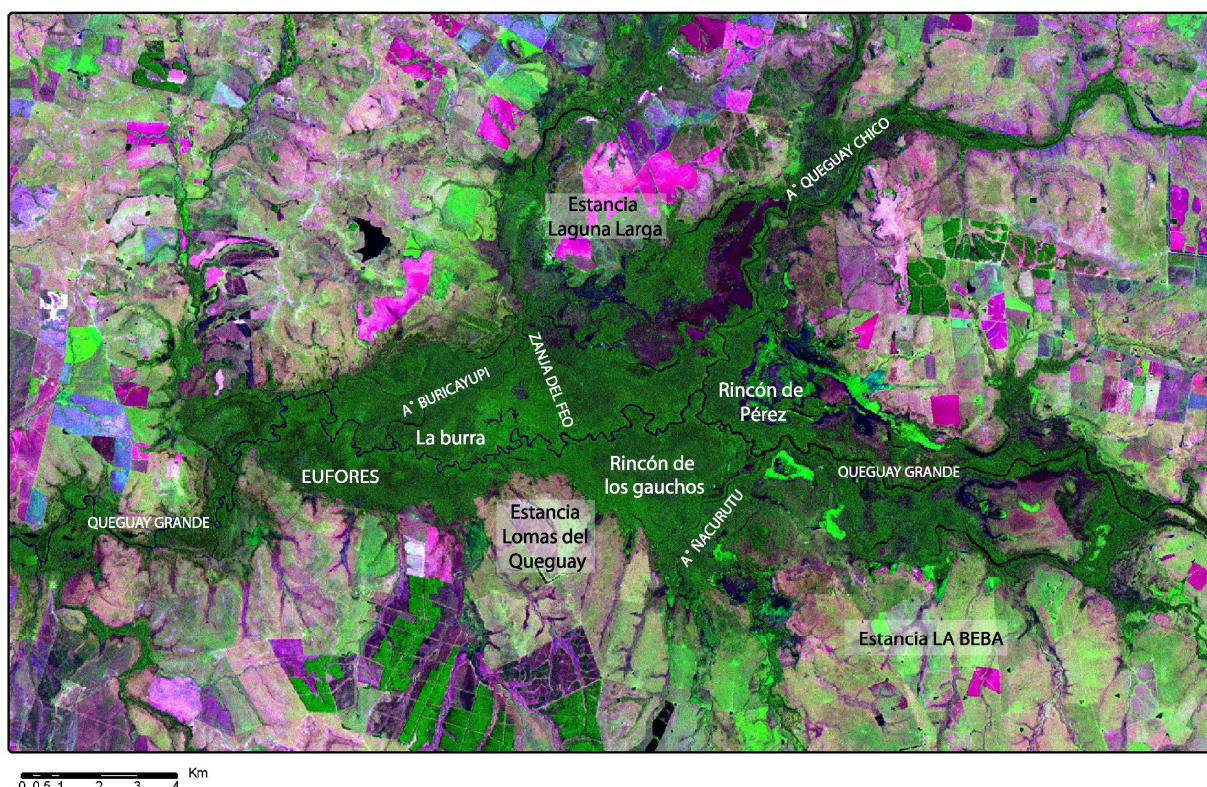 A° QUEGUAY CHICO
Estancia
Laguna Larga
ZANJA DEL FEO
A° BURICAYUPI
Rincón de
Pérez
La burra
EUFORES
Rincón de
los gauchos
QUEGUAY GRANDE
QUEGUAY GRANDE
Estancia
Lomas del
Queguay
A° ÑACURUTU
Estancia LA BEBA
Km
0 0,5 1 2 3 4